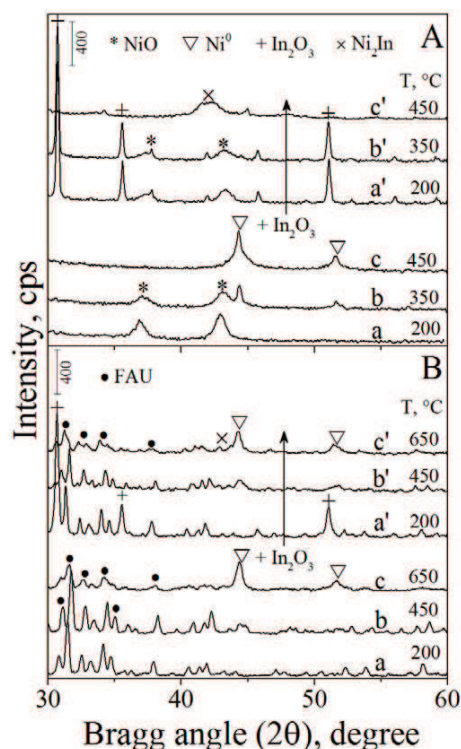 400
* NiO ▽ Ni⁰ + In₂O₃ × Ni₂In
A
T, °C
c' 450
b' 350
a' 200
+ In₂O₃
c 450
b 350
a 200
400
B
• FAU
T, °C
c' 650
b' 450
a' 200
+ In₂O₃
c 650
b 450
a 200
Intensity, cps
30 40 50 60
Bragg angle (2θ), degree